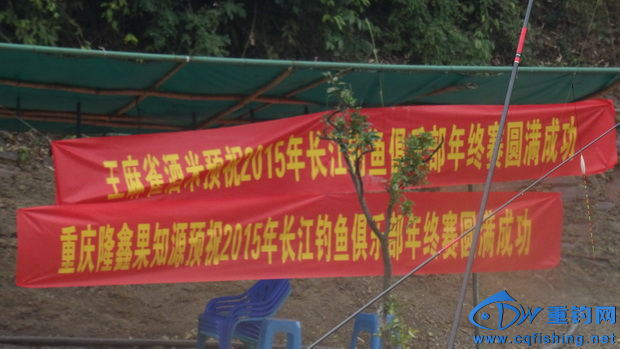 王麻雀酒米预祝2015年长江钓鱼俱乐部年终赛圆满成功
重庆隆鑫果知源预祝2015年长江钓鱼俱乐部年终赛圆满成功
重钓网
www.cqfishing.net